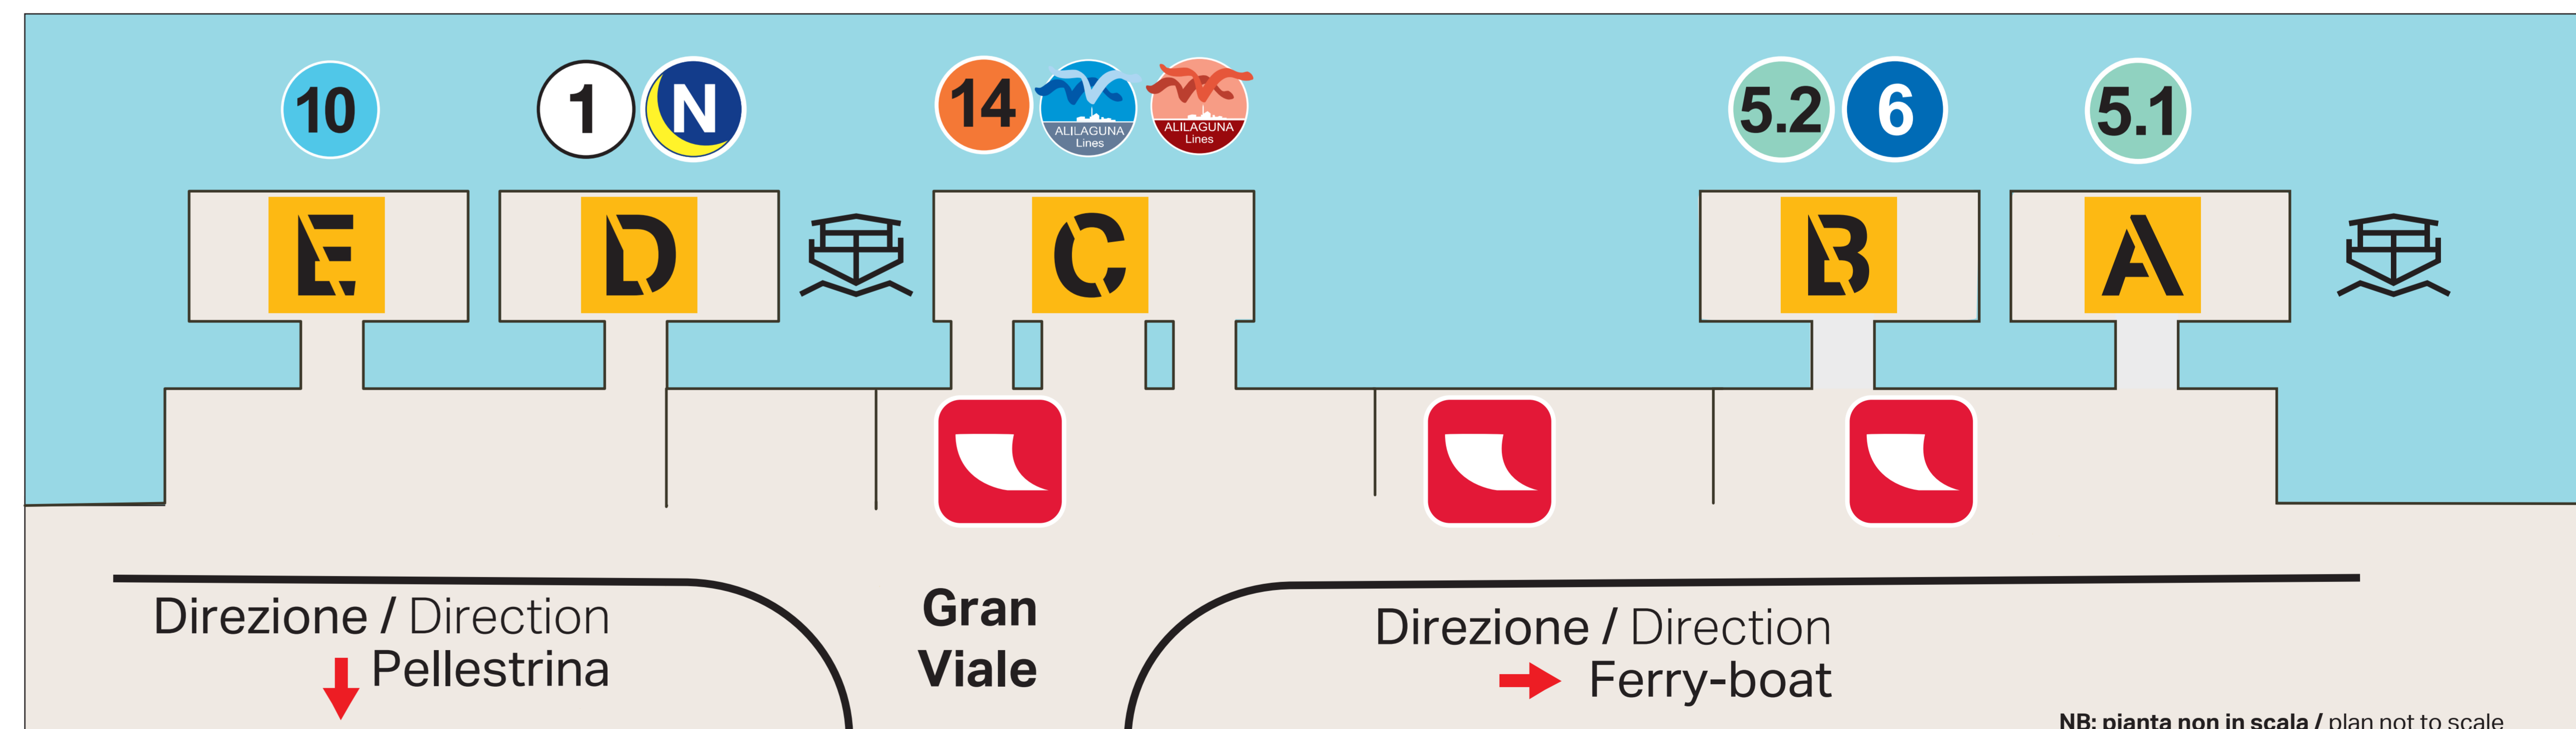 10
1 N
14 ALILAGUNA Lines ALILAGUNA Lines
5.2 6
5.1
E
D
C
B
A
Direzione / Direction
Pellestrina
Gran
Viale
Direzione / Direction
Ferry-boat
NB: pianta non in scala / plan not to scale